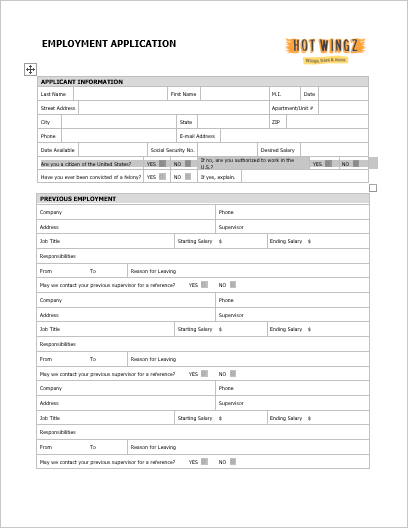 EMPLOYMENT APPLICATION
HOT WINGZ
Wings, Bars & More
APPLICANT INFORMATION
Last Name First Name M.I. Date
Street Address Apartment/Unit #
City State ZIP
Phone E-mail Address
Date Available Social Security No. Desired Salary
Are you a citizen of the United States? YES NO If no, are you authorized to work in the U.S.? YES NO
Have you ever been convicted of a felony? YES NO If yes, explain.
PREVIOUS EMPLOYMENT
Company Phone
Address Supervisor
Job Title Starting Salary $ Ending Salary $
Responsibilities
From To Reason for Leaving
May we contact your previous supervisor for a reference? YES NO
Company Phone
Address Supervisor
Job Title Starting Salary $ Ending Salary $
Responsibilities
From To Reason for Leaving
May we contact your previous supervisor for a reference? YES NO
Company Phone
Address Supervisor
Job Title Starting Salary $ Ending Salary $
Responsibilities
From To Reason for Leaving
May we contact your previous supervisor for a reference? YES NO